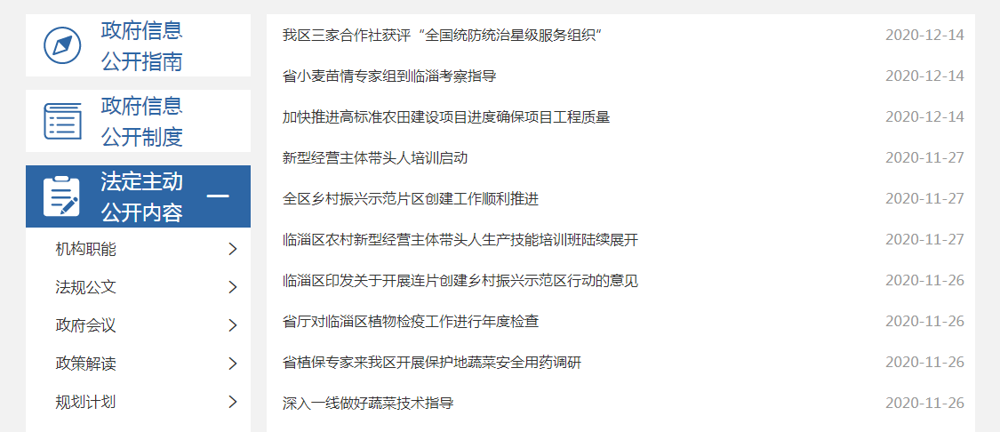 政府信息
公开指南
政府信息
公开制度
法定主动
公开内容
机构职能
法规公文
政府会议
政策解读
规划计划
我区三家合作社获评“全国统防统治星级服务组织” 2020-12-14
省小麦苗情专家组到临淄考察指导 2020-12-14
加快推进高标准农田建设项目进度确保项目工程质量 2020-12-14
新型经营主体带头人培训启动 2020-11-27
全区乡村振兴示范片区创建工作顺利推进 2020-11-27
临淄区农村新型经营主体带头人生产技能培训班陆续展开 2020-11-27
临淄区印发关于开展连片创建乡村振兴示范区行动的意见 2020-11-26
省厅对临淄区植物检疫工作进行年度检查 2020-11-26
省植保专家来我区开展保护地蔬菜安全用药调研 2020-11-26
深入一线做好蔬菜技术指导 2020-11-26